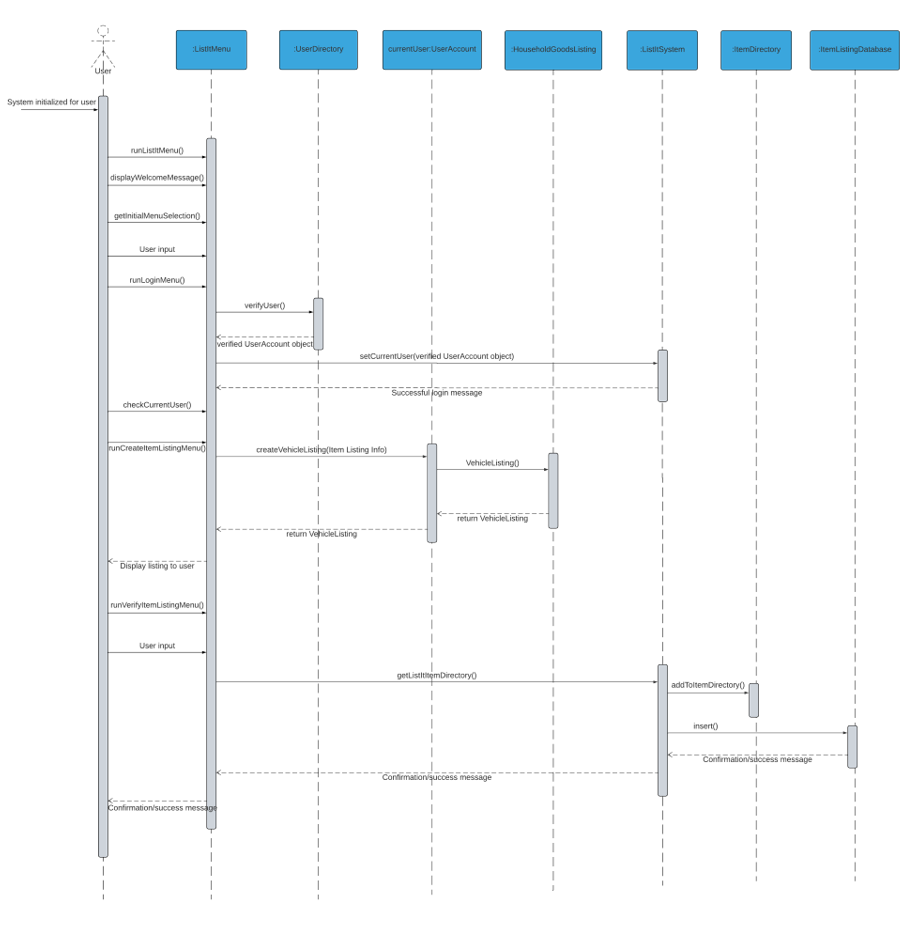 :ListItMenu
:UserDirectory
currentUser:UserAccount
:HouseholdGoodsListing
:ListItSystem
:ItemDirectory
:ItemListingDatabase
User
System initialized for user
runListItMenu()
displayWelcomeMessage()
getInitialMenuSelection()
User input
runLoginMenu()
verifyUser()
verified UserAccount object
setCurrentUser(verified UserAccount object)
Successful login message
checkCurrentUser()
runCreateItemListingMenu()
createVehicleListing(Item Listing Info)
VehicleListing()
return VehicleListing
return VehicleListing
Display listing to user
runVerifyItemListingMenu()
User input
getListItItemDirectory()
addToItemDirectory()
insert()
Confirmation/success message
Confirmation/success message
Confirmation/success message